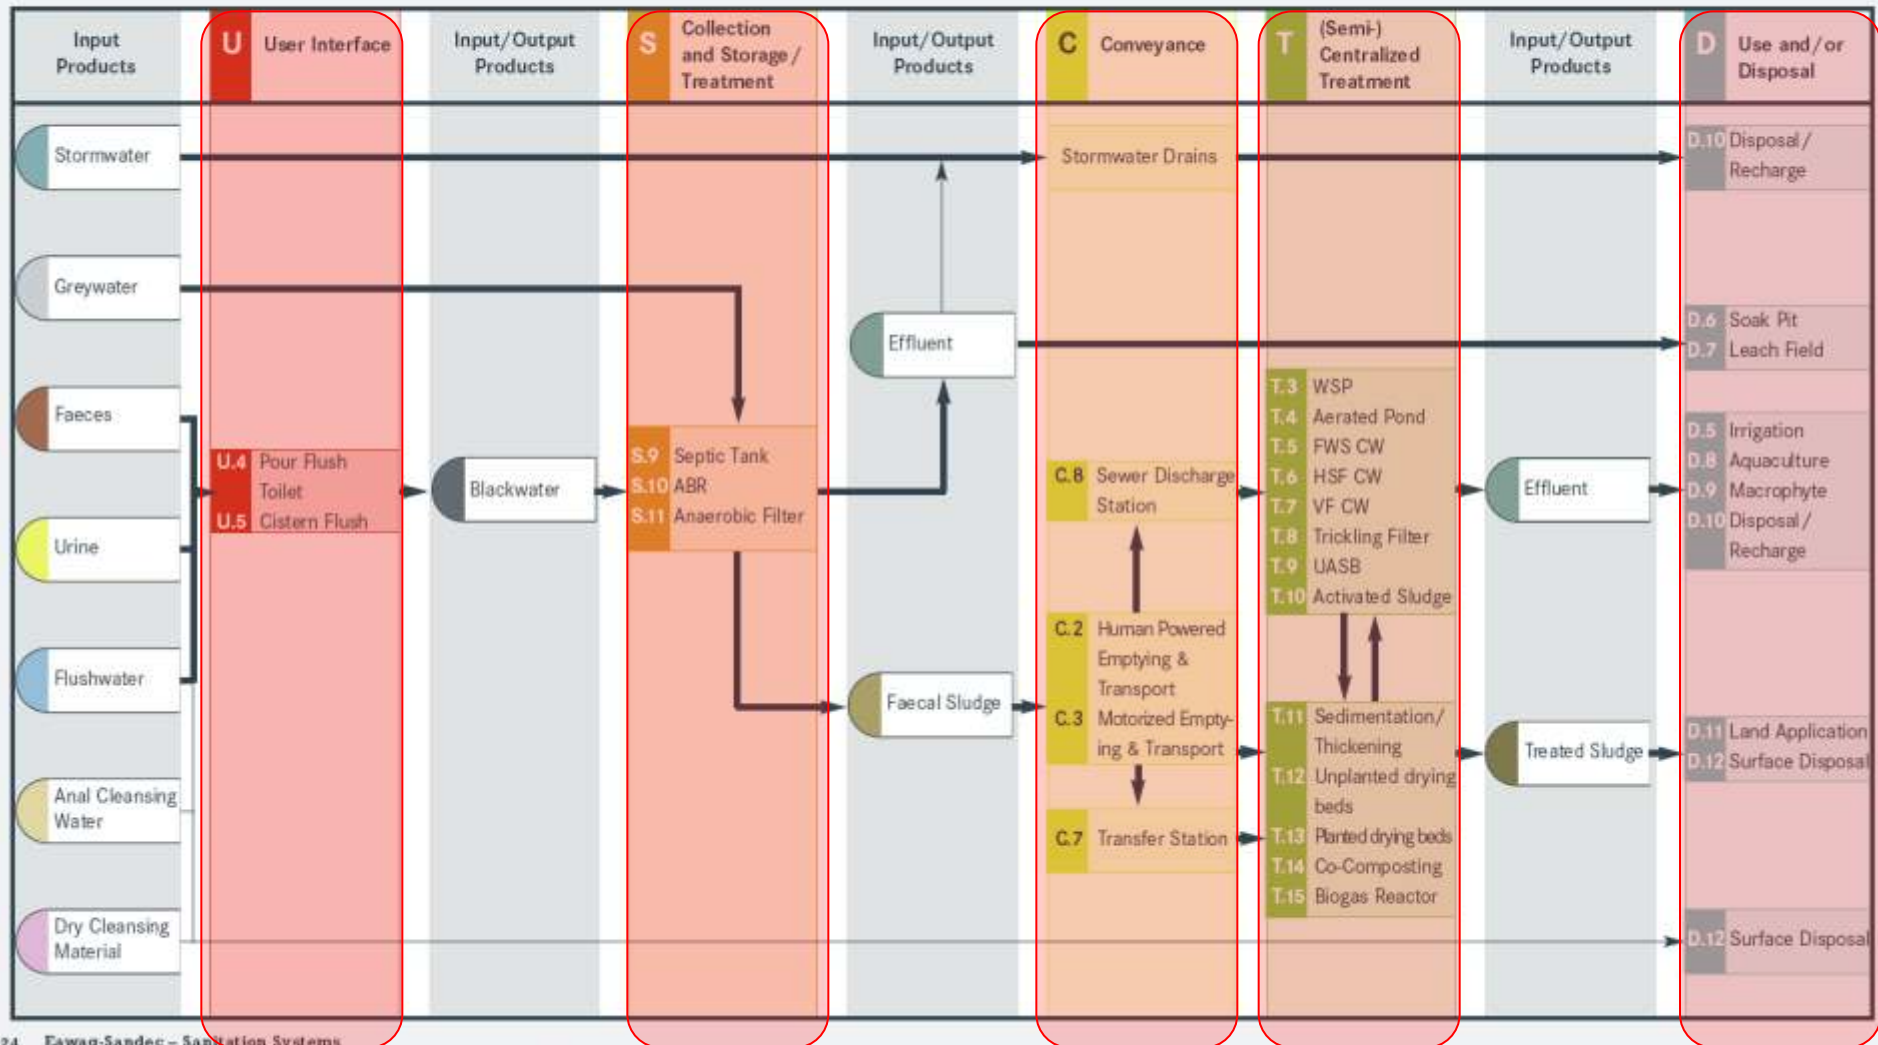 Input
Products
U User Interface
Input/Output
Products
S Collection
and Storage/
Treatment
Input/Output
Products
C Conveyance
T (Semi-)
Centralized
Treatment
Input/Output
Products
D Use and/or
Disposal
Stormwater
Greywater
Faeces
Urine
Flushwater
Anal Cleansing
Water
Dry Cleansing
Material
U.4 Pour Flush
Toilet
U.5 Cistern Flush
Blackwater
S.9 Septic Tank
S.10 ABR
S.11 Anaerobic Filter
Effluent
Faecal Sludge
Stormwater Drains
C.8 Sewer Discharge
Station
C.2 Human Powered
Emptying &
Transport
C.3 Motorized Empty-
ing & Transport
C.7 Transfer Station
T.3 WSP
T.4 Aerated Pond
T.5 FWS CW
T.6 HSF CW
T.7 VF CW
T.8 Trickling Filter
T.9 UASB
T.10 Activated Sludge
T.11 Sedimentation/
Thickening
T.12 Unplanted drying
beds
T.13 Planted drying beds
T.14 Co-Composting
T.15 Biogas Reactor
Effluent
Treated Sludge
D.10 Disposal/
Recharge
D.6 Soak Pit
D.7 Leach Field
D.5 Irrigation
D.8 Aquaculture
D.9 Macrophyte
D.10 Disposal/
Recharge
D.11 Land Application
D.12 Surface Disposal
D.12 Surface Disposal
24 Eawag-Sandec – Sanitation Systems